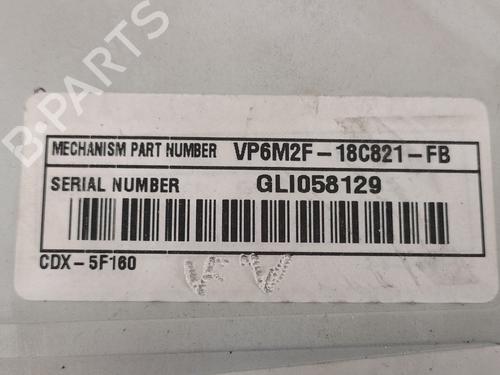 B-PARTS
MECHANISM PART NUMBER VP6M2F-18C821-FB
SERIAL NUMBER GLI058129
CDX-5F160